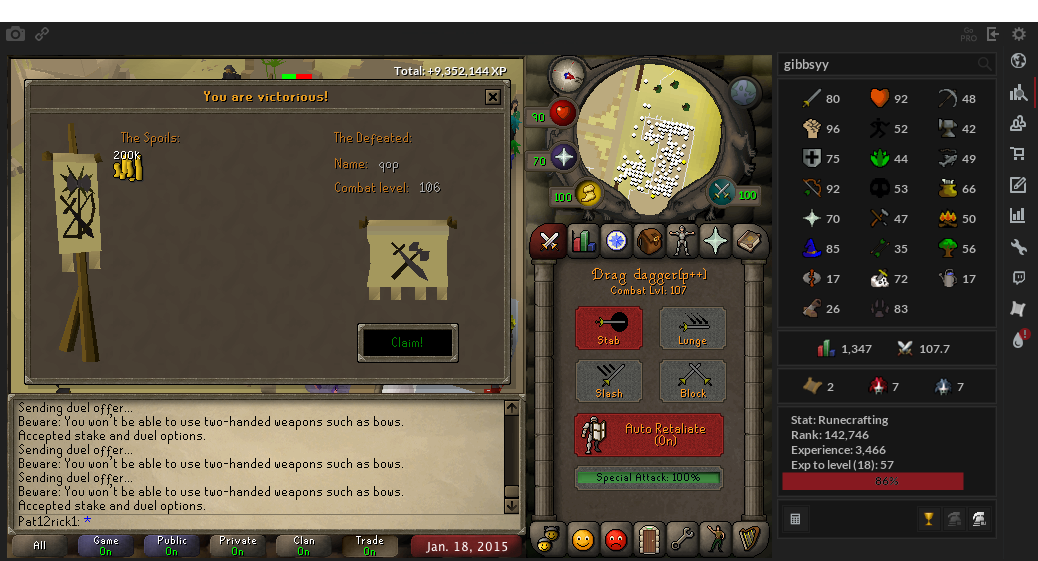 Go
PRO
Total: +9,352,144 XP
You are victorious!
The Spoils:
200K
The Defeated:
Name: qop
Combat level: 106
Claim!
90
70
100
100
Drag dagger(p++)
Combat Lvl: 107
Stab
Lunge
Slash
Block
Auto Retaliate
(On)
Special Attack: 100%
Sending duel offer...
Beware: You won't be able to use two-handed weapons such as bows.
Accepted stake and duel options.
Sending duel offer...
Beware: You won't be able to use two-handed weapons such as bows.
Sending duel offer...
Beware: You won't be able to use two-handed weapons such as bows.
Accepted stake and duel options.
Pat12rick1: *
All
Game
On
Public
On
Private
On
Clan
On
Trade
On
Jan. 18, 2015
gibbsyy
80 92 48
96 52 42
75 44 49
92 53 66
70 47 50
85 35 56
17 72 17
26 83
1,347 107.7
2 7 7
Stat: Runecrafting
Rank: 142,746
Experience: 3,466
Exp to level (18): 57
86%